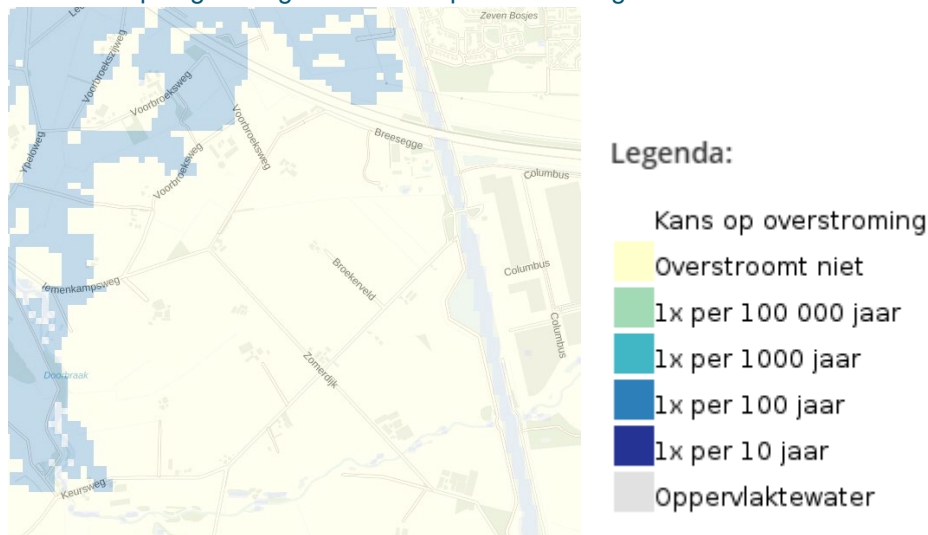 Zeven Bosjes
Voorbroekszijweg
Voorbroeksweg
Voorbroeksweg
Breesegge
Ypeloweg
Voorbroeksweg
Columbus
Legenda:
Kans op overstroming
Overstroomt niet
1x per 100 000 jaar
1x per 1000 jaar
1x per 100 jaar
1x per 10 jaar
Oppervlaktewater
Columbus
Broekerveld
Iemenkampsweg
Columbus
Zomerdijk
Doorbraak
Keursweg